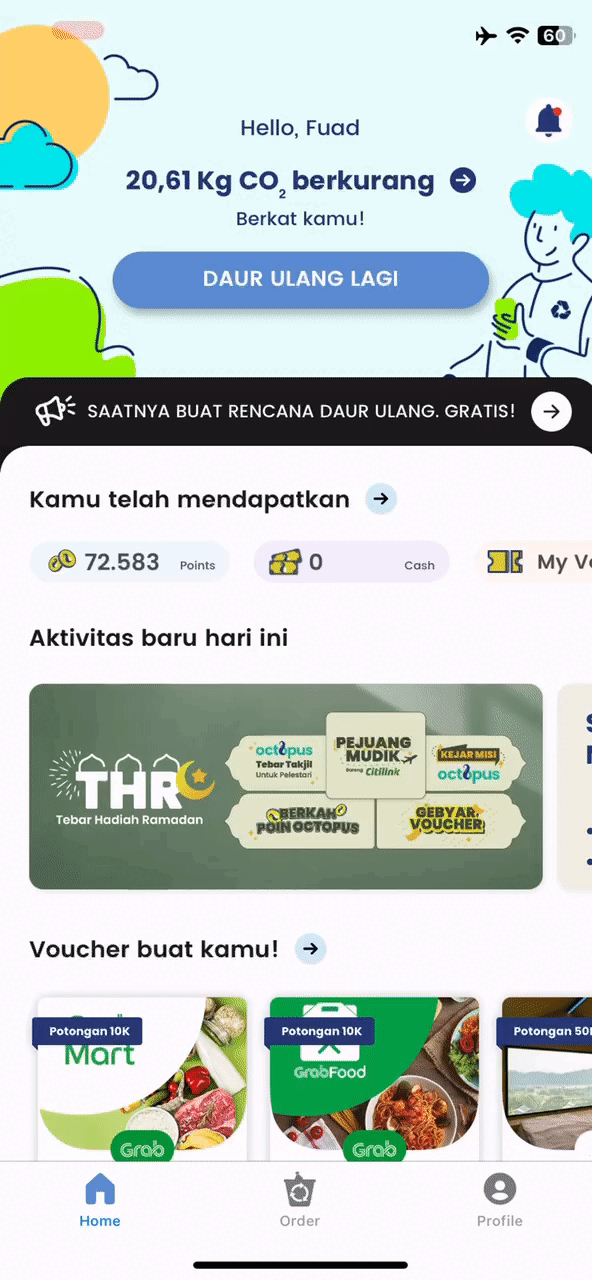 60
Hello, Fuad
20,61 Kg CO2 berkurang
Berkat kamu!
DAUR ULANG LAGI
SAATNYA BUAT RENCANA DAUR ULANG. GRATIS!
Kamu telah mendapatkan
72.583 Points
0 Cash
My Vo
Aktivitas baru hari ini
THR
Tebar Hadiah Ramadan
octopus
Tebar Takjil
Untuk Pelestari
PEJUANG
MUDIK
Bareng Citilink
KEJAR MISI
octopus
BERKAH
POIN OCTOPUS
GEBYAR
VOUCHER
Voucher buat kamu!
Potongan 10K
Mart
Grab
Potongan 10K
GrabFood
Grab
Potongan 50
Home
Order
Profile